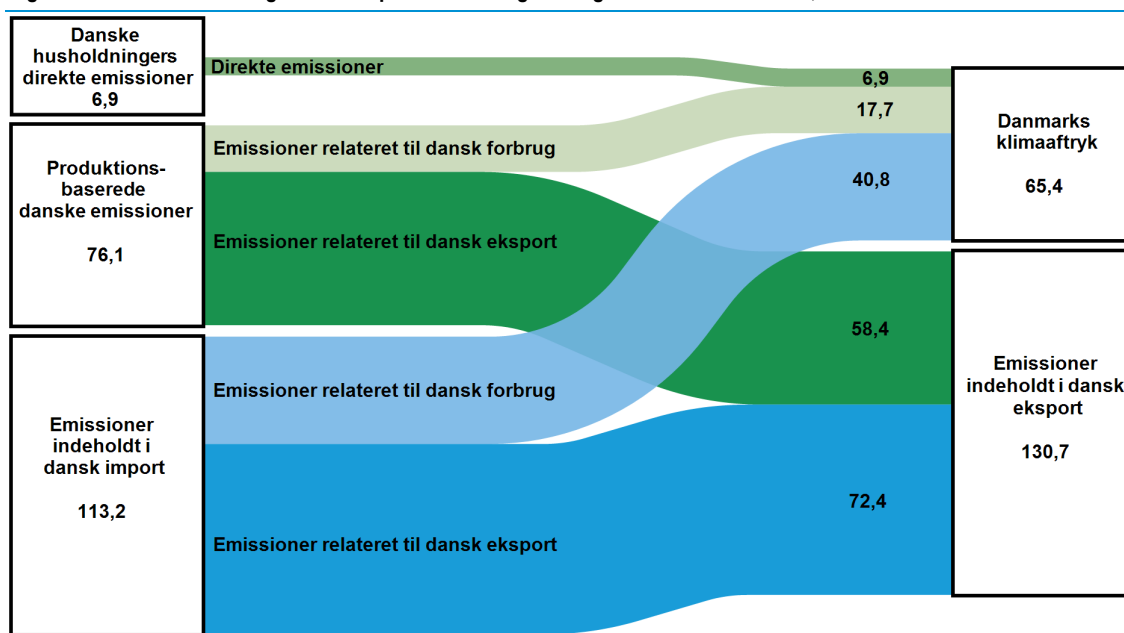 Danske
husholdningers
direkte emissioner
6,9
Direkte emissioner
6,9
17,7
Produktions-
baserede
danske emissioner
76,1
Emissioner relateret til dansk forbrug
Emissioner relateret til dansk eksport
40,8
Danmarks
klimaaftryk
65,4
Emissioner
indeholdt i
dansk import
113,2
Emissioner relateret til dansk forbrug
Emissioner relateret til dansk eksport
58,4
72,4
Emissioner
indeholdt i dansk
eksport
130,7